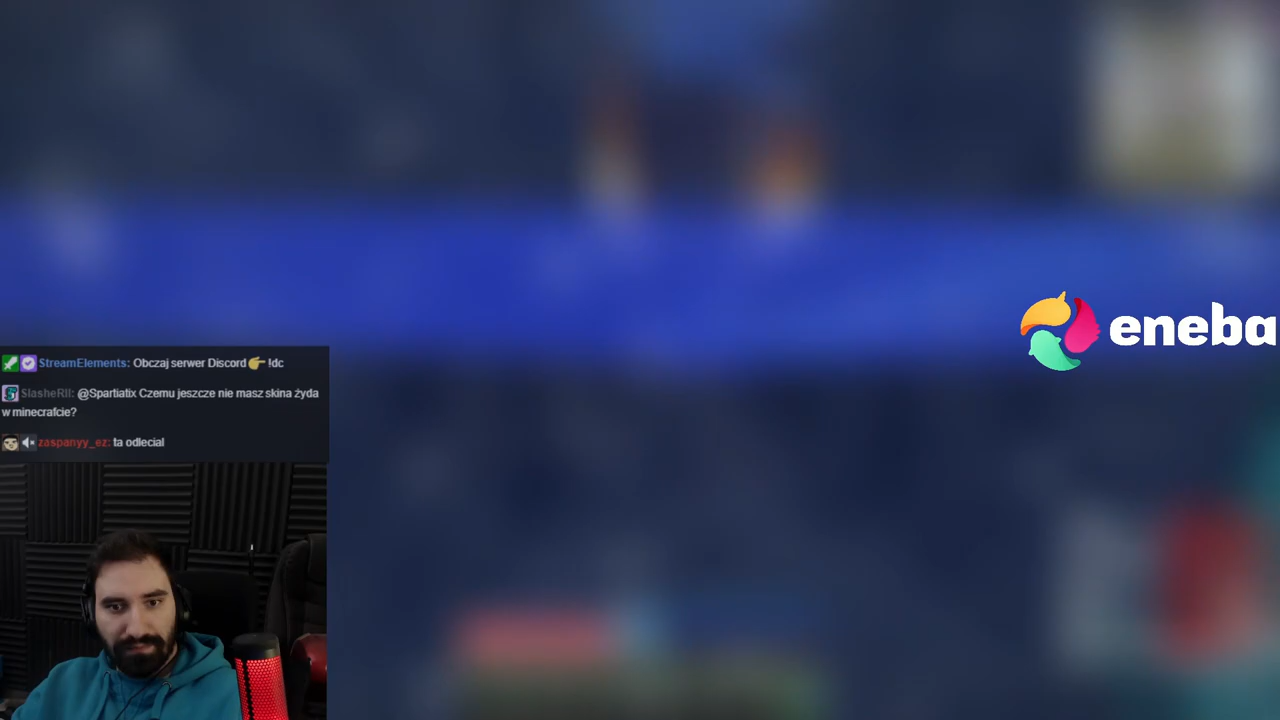 StreamElements: Obczaj serwer Discord 👉 !dc
SlasheRII: @Spartiatix Czemu jeszcze nie masz skina żyda
w minecrafcie?
zaspanyy_ez: ta odlecial
eneba